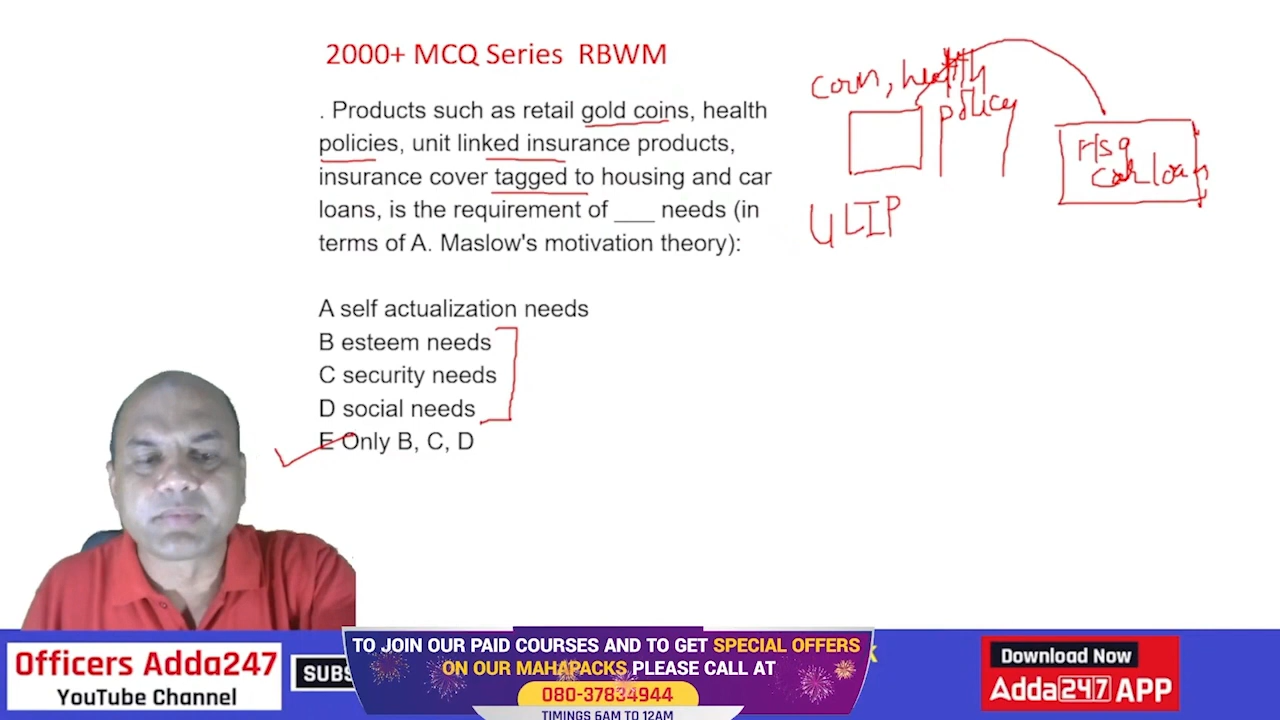 2000+ MCQ Series RBWM
. Products such as retail gold coins, health
policies, unit linked insurance products,
insurance cover tagged to housing and car
loans, is the requirement of ___ needs (in
terms of A. Maslow's motivation theory):
A self actualization needs
B esteem needs
C security needs
D social needs
E Only B, C, D
coin, health
policy
ULIP
Hsg
car loan
Officers Adda247
YouTube Channel
SUBS
TO JOIN OUR PAID COURSES AND TO GET SPECIAL OFFERS
ON OUR MAHAPACKS PLEASE CALL AT
080-37834944
TIMINGS 6AM TO 12AM
Download Now
Adda247 APP